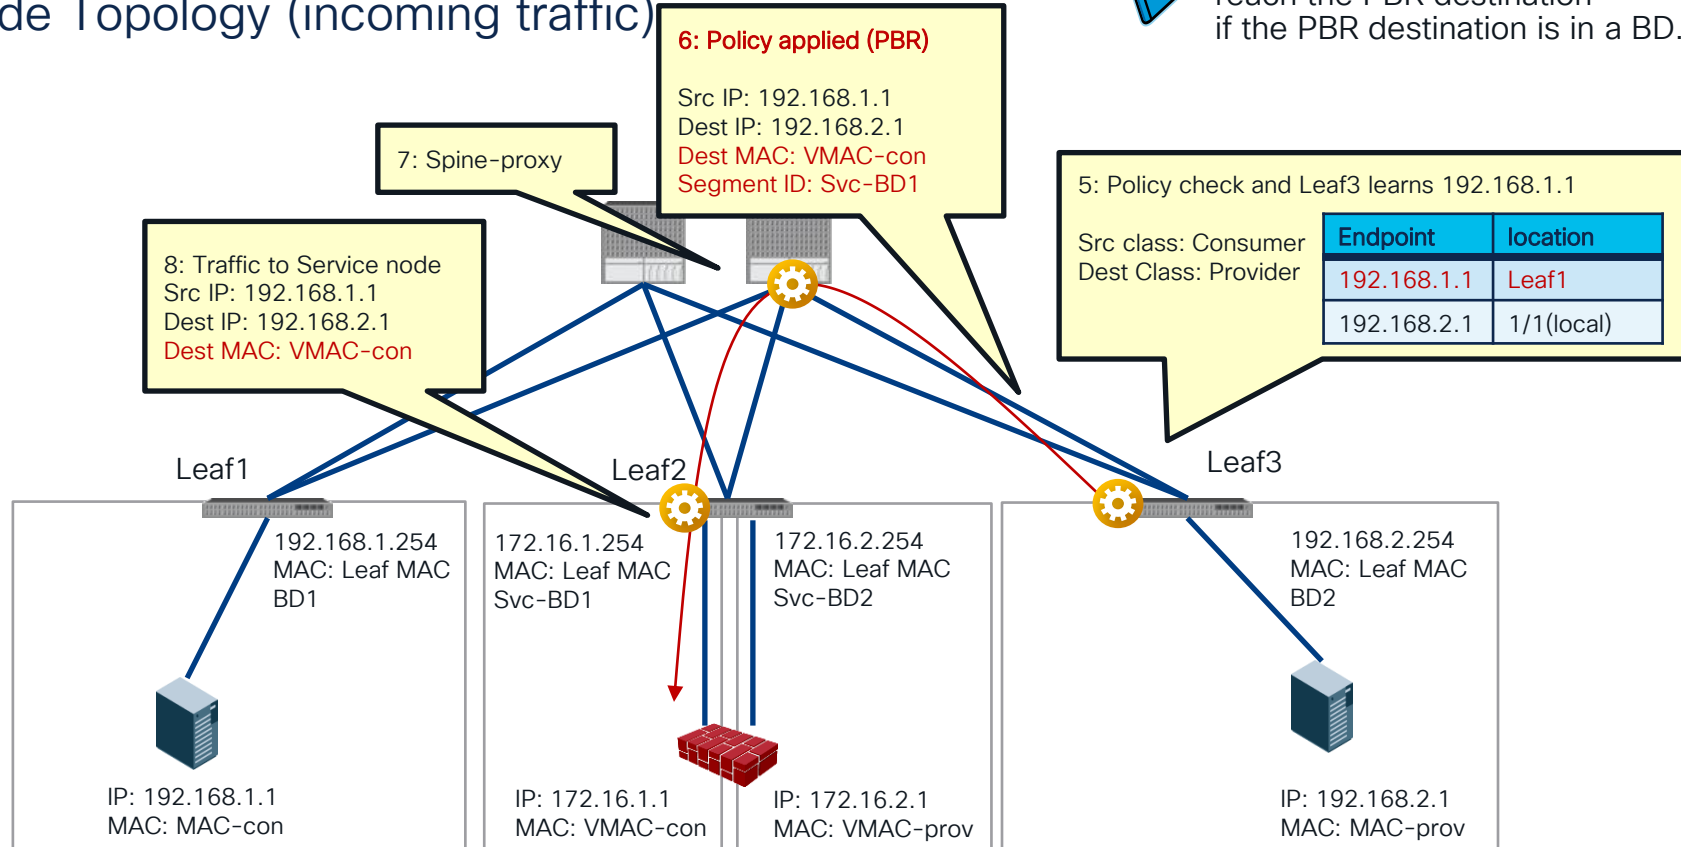 de Topology (incoming traffic)
reach the PBR destination
if the PBR destination is in a BD.
6: Policy applied (PBR)
Src IP: 192.168.1.1
Dest IP: 192.168.2.1
Dest MAC: VMAC-con
Segment ID: Svc-BD1
7: Spine-proxy
5: Policy check and Leaf3 learns 192.168.1.1
Src class: Consumer
Dest Class: Provider
Endpoint location
192.168.1.1 Leaf1
192.168.2.1 1/1(local)
8: Traffic to Service node
Src IP: 192.168.1.1
Dest IP: 192.168.2.1
Dest MAC: VMAC-con
Leaf1
Leaf2
Leaf3
192.168.1.254
MAC: Leaf MAC
BD1
172.16.1.254
MAC: Leaf MAC
Svc-BD1
172.16.2.254
MAC: Leaf MAC
Svc-BD2
192.168.2.254
MAC: Leaf MAC
BD2
IP: 192.168.1.1
MAC: MAC-con
IP: 172.16.1.1
MAC: VMAC-con
IP: 172.16.2.1
MAC: VMAC-prov
IP: 192.168.2.1
MAC: MAC-prov